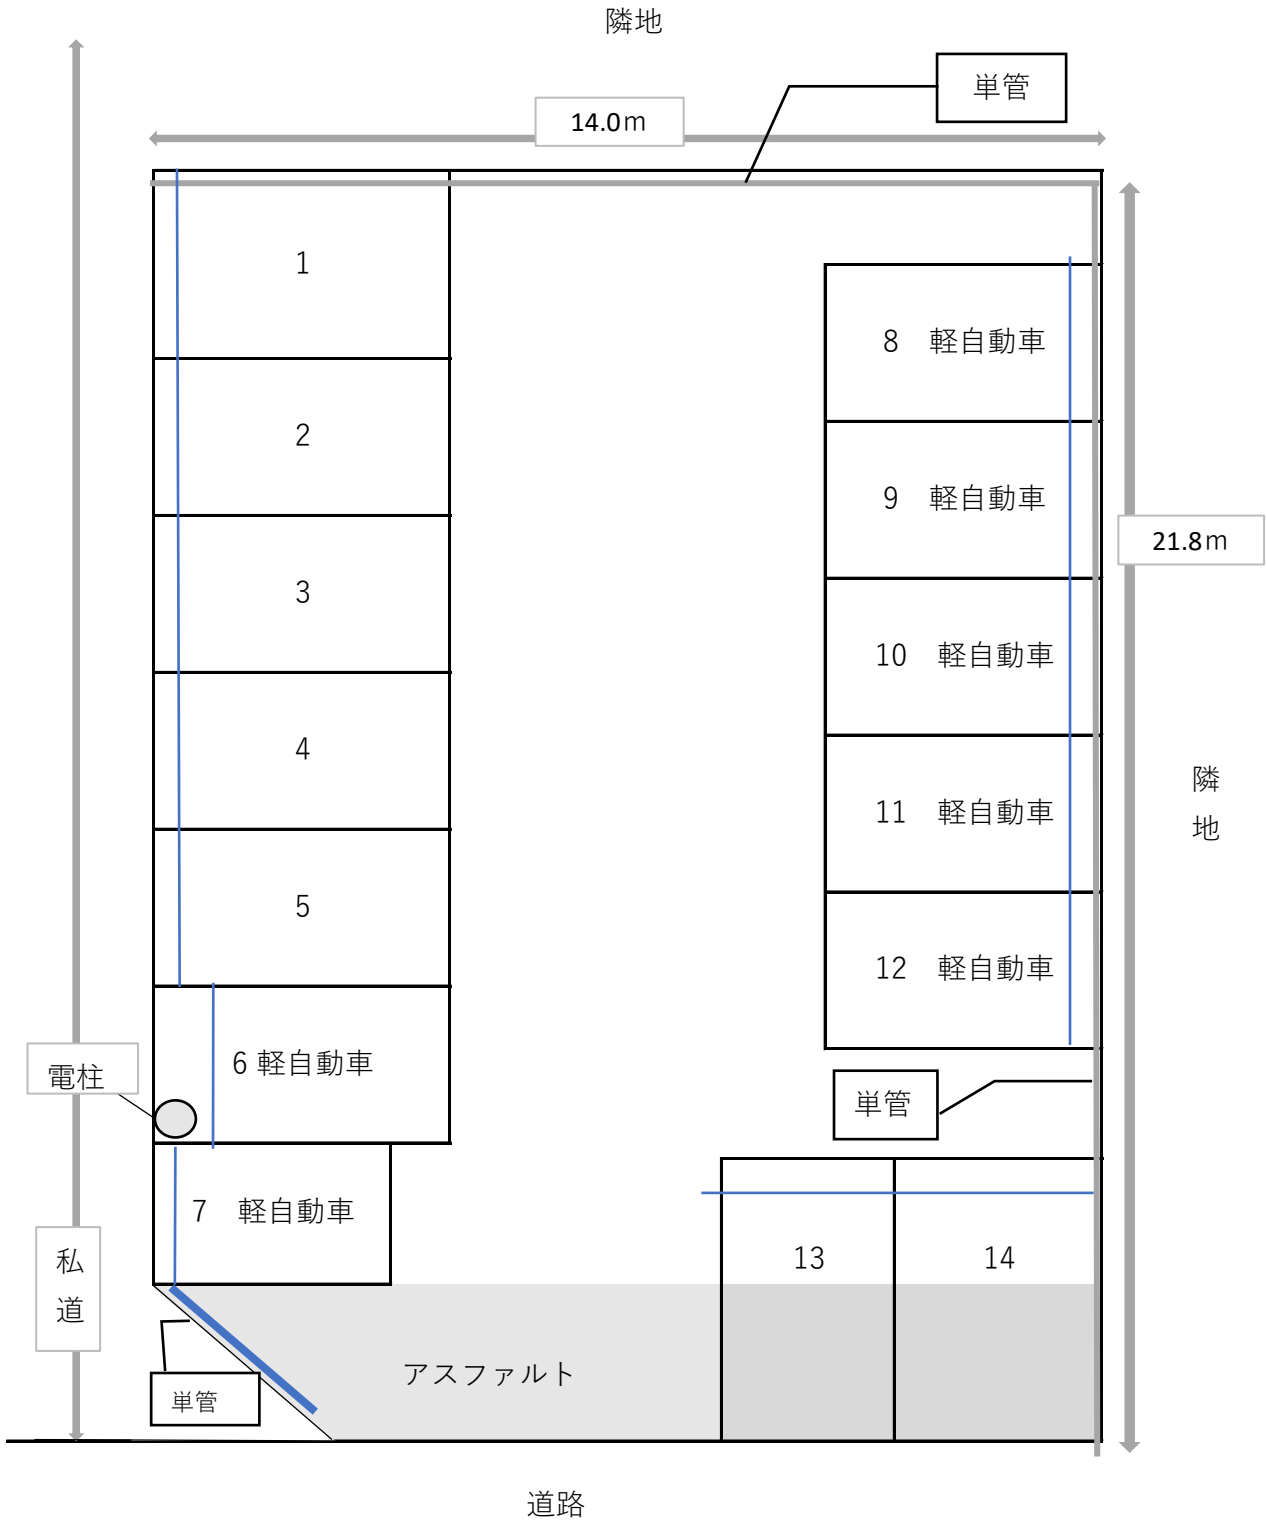 隣地
単管
14.0ｍ
1
8　軽自動車
2
9　軽自動車
21.8ｍ
3
10　軽自動車
4
11　軽自動車
隣
地
5
12　軽自動車
6 軽自動車
電柱
単管
7　軽自動車
13
14
私
道
アスファルト
単管
道路